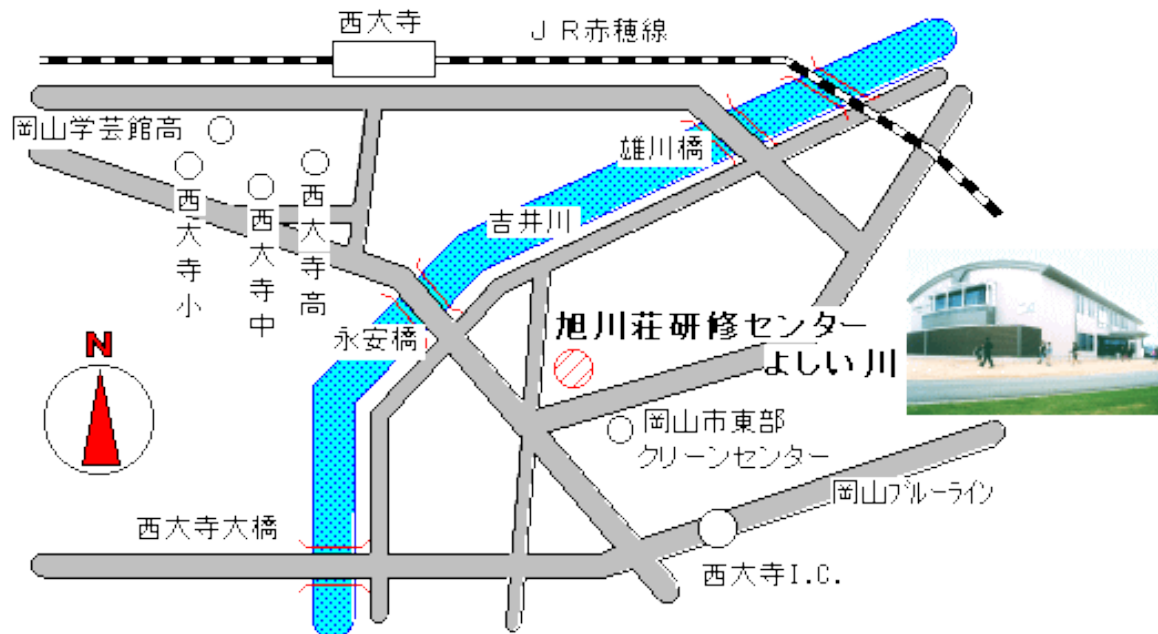 西大寺
JR赤穂線
岡山学芸館高
雄川橋
西大寺小
西大寺中
西大寺高
吉井川
永安橋
旭川荘研修センター
よしい川
N
岡山市東部
クリーンセンター
岡山ブルーライン
西大寺大橋
西大寺I.C.